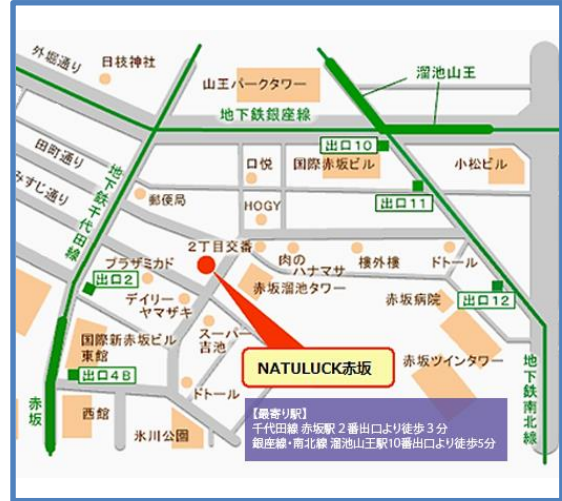 外堀通り
日枝神社
山王パークタワー
溜池山王
地下鉄銀座線
出口10
田町通り
地下鉄千代田線
口悦
国際赤坂ビル
小松ビル
みすじ通り
郵便局
出口11
HOGY
2丁目交番
肉の
ハナマサ
樓外樓
ドトール
プラザミカド
赤坂溜池タワー
出口2
デイリー
ヤマザキ
赤坂病院
出口12
スーパー
吉池
国際新赤坂ビル
東館
NATULUCK赤坂
赤坂ツインタワー
地下鉄南北線
出口4B
ドトール
赤坂
西館
氷川公園
【最寄り駅】
千代田線 赤坂駅 2番出口より徒歩3分
銀座線・南北線 溜池山王駅10番出口より徒歩5分